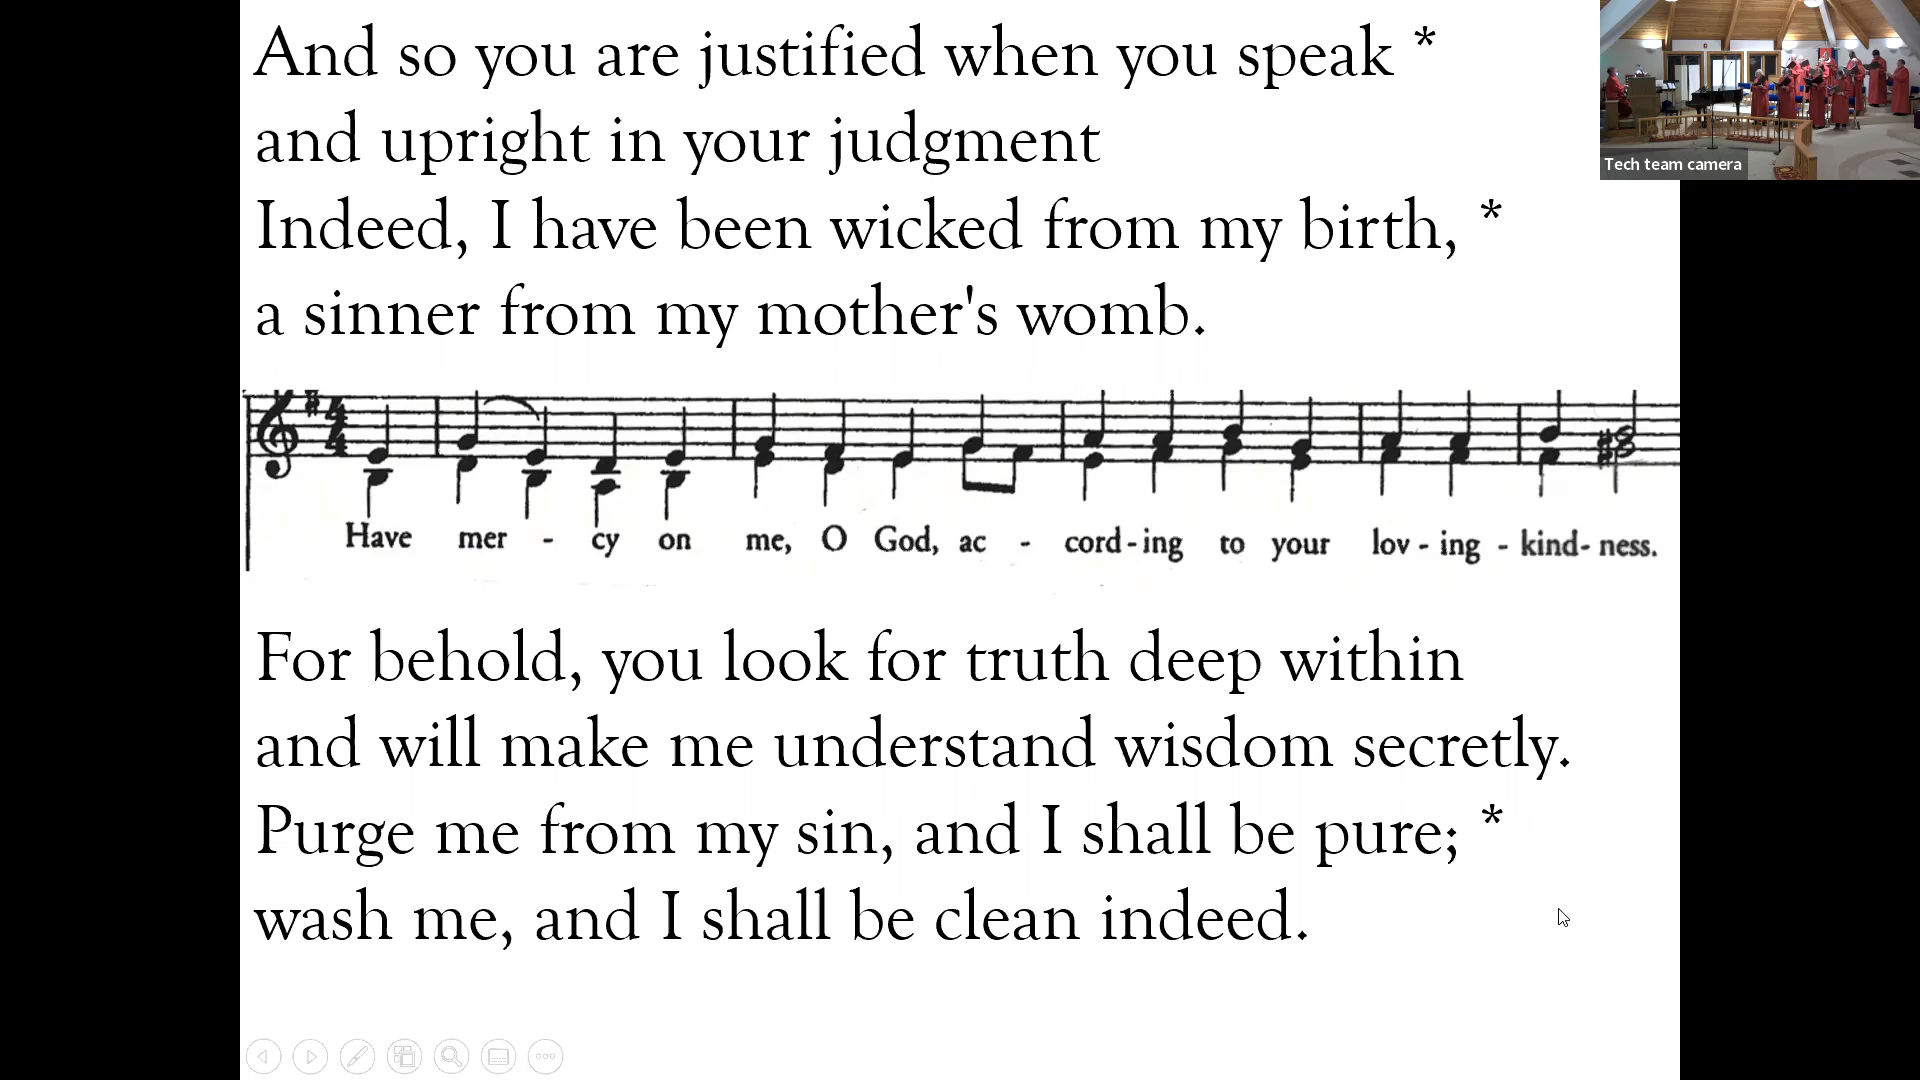 And so you are justified when you speak *
and upright in your judgment
Indeed, I have been wicked from my birth, *
a sinner from my mother's womb.
Have mer - cy on me, O God, ac - cord - ing to your lov - ing - kind - ness.
For behold, you look for truth deep within
and will make me understand wisdom secretly.
Purge me from my sin, and I shall be pure; *
wash me, and I shall be clean indeed.
Tech team camera